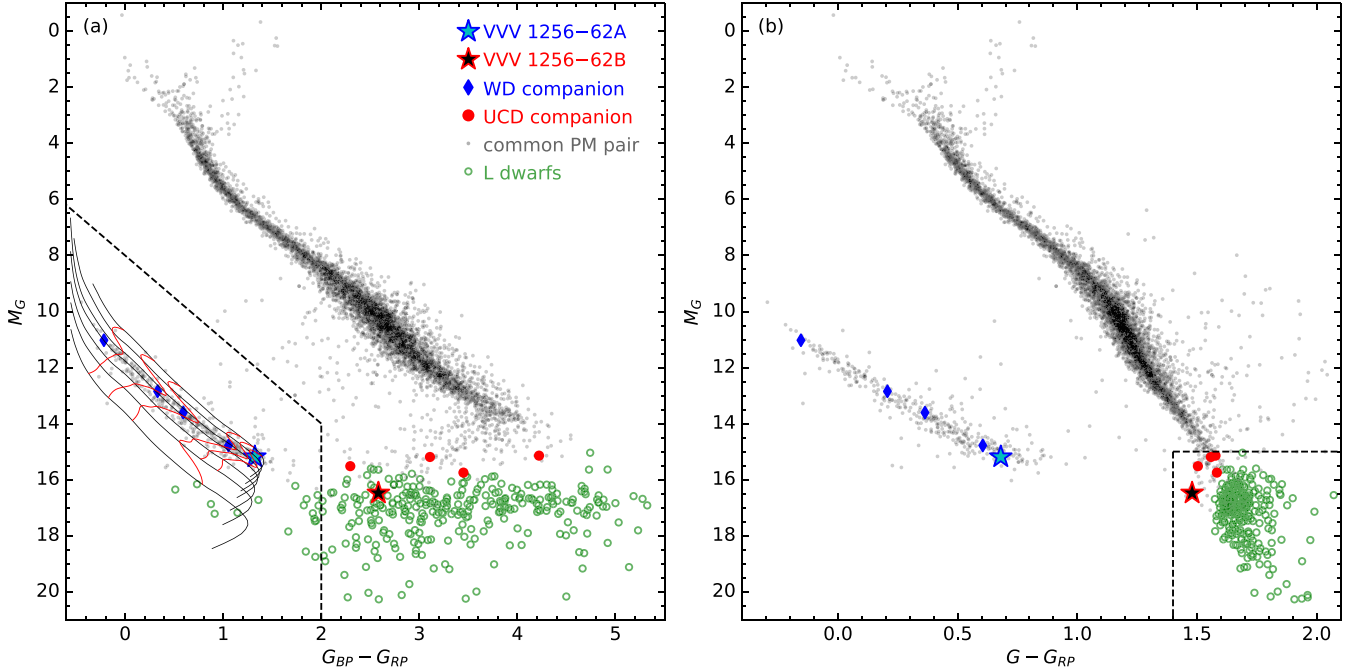 (a)
VVV 1256−62A
VVV 1256−62B
WD companion
UCD companion
common PM pair
L dwarfs
0
2
4
6
8
10
12
14
16
18
20
M_G
0 1 2 3 4 5
G_BP − G_RP
(b)
0
2
4
6
8
10
12
14
16
18
20
M_G
0.0 0.5 1.0 1.5 2.0
G − G_RP